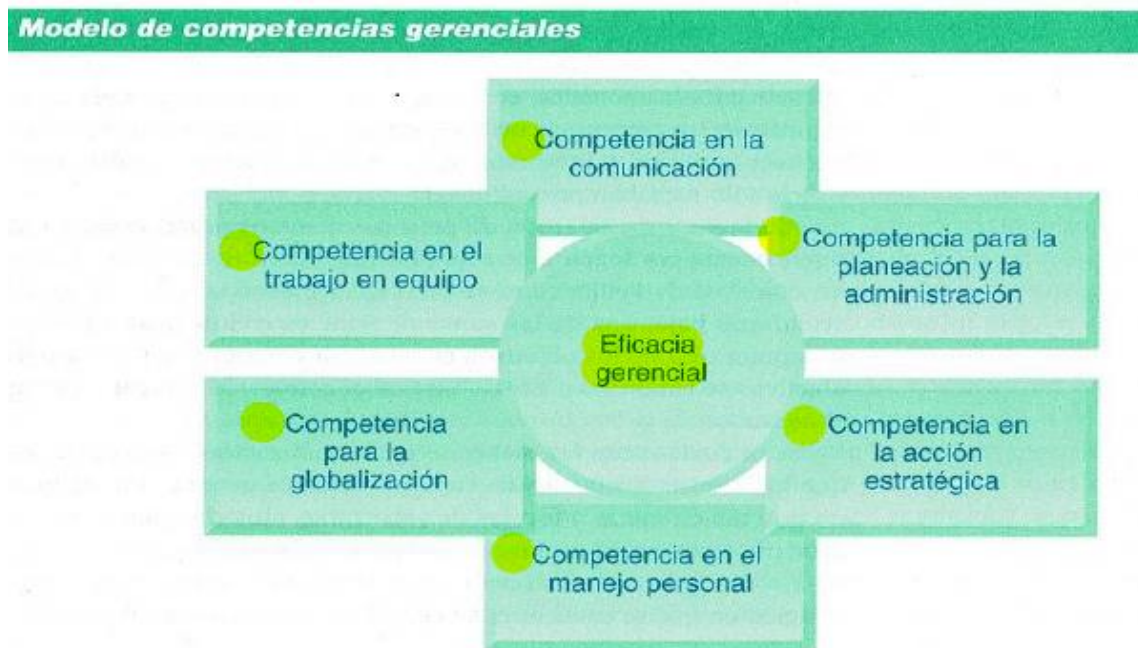 Modelo de competencias gerenciales
Competencia en la
comunicación
Competencia en el
trabajo en equipo
Competencia para la
planeación y la
administración
Eficacia
gerencial
Competencia
para la
globalización
Competencia en
la acción
estratégica
Competencia en el
manejo personal